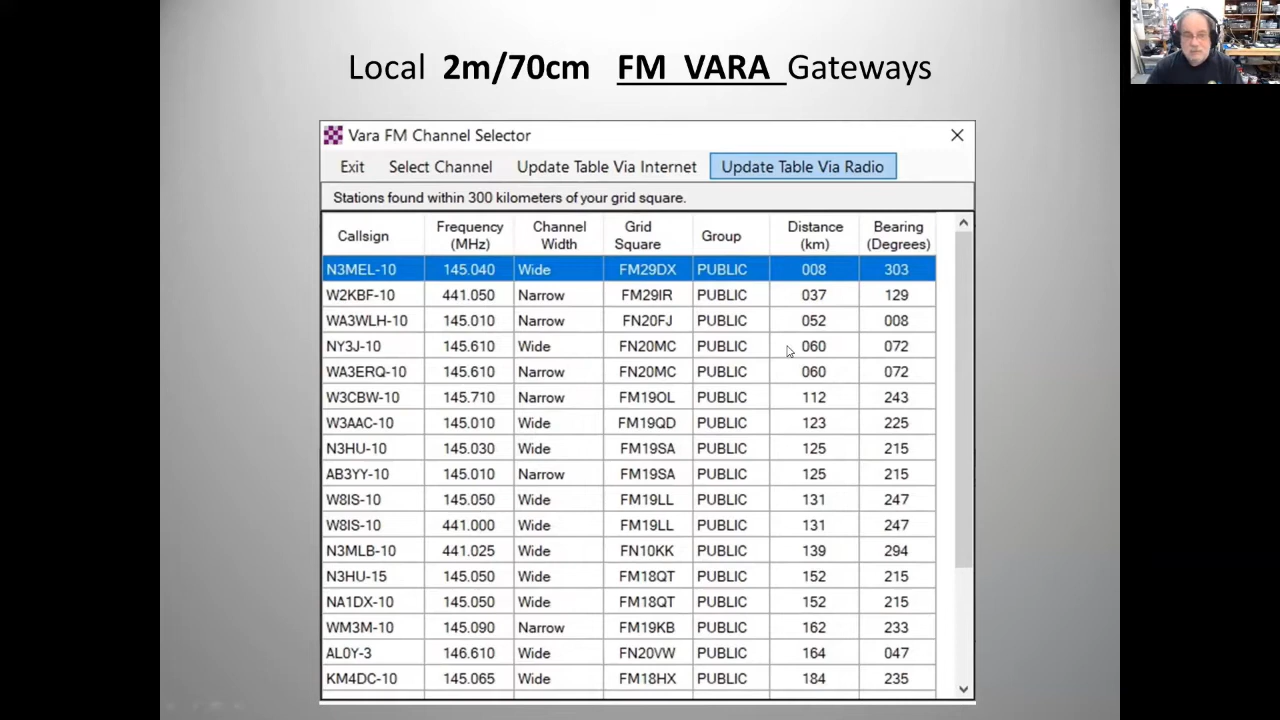 Local 2m/70cm FM VARA Gateways
Vara FM Channel Selector
Exit Select Channel Update Table Via Internet Update Table Via Radio
Stations found within 300 kilometers of your grid square.
Callsign Frequency (MHz) Channel Width Grid Square Group Distance (km) Bearing (Degrees)
N3MEL-10 145.040 Wide FM29DX PUBLIC 008 303
W2KBF-10 441.050 Narrow FM29IR PUBLIC 037 129
WA3WLH-10 145.010 Narrow FN20FJ PUBLIC 052 008
NY3J-10 145.610 Wide FN20MC PUBLIC 060 072
WA3ERQ-10 145.610 Narrow FN20MC PUBLIC 060 072
W3CBW-10 145.710 Narrow FM19OL PUBLIC 112 243
W3AAC-10 145.050 Wide FM19QD PUBLIC 123 225
N3HU-10 145.030 Wide FM19SA PUBLIC 125 215
AB3YY-10 145.010 Narrow FM19SA PUBLIC 125 215
W8IS-10 145.050 Wide FM19LL PUBLIC 131 247
W8IS-10 441.000 Wide FM19LL PUBLIC 131 247
N3MLB-10 441.025 Wide FN10KK PUBLIC 139 294
N3HU-15 145.050 Wide FM18QT PUBLIC 152 215
NA1DX-10 145.050 Wide FM18QT PUBLIC 152 215
WM3M-10 145.090 Narrow FM19KB PUBLIC 162 233
AL0Y-3 146.610 Wide FN20VW PUBLIC 164 047
KM4DC-10 145.065 Wide FM18HX PUBLIC 184 235